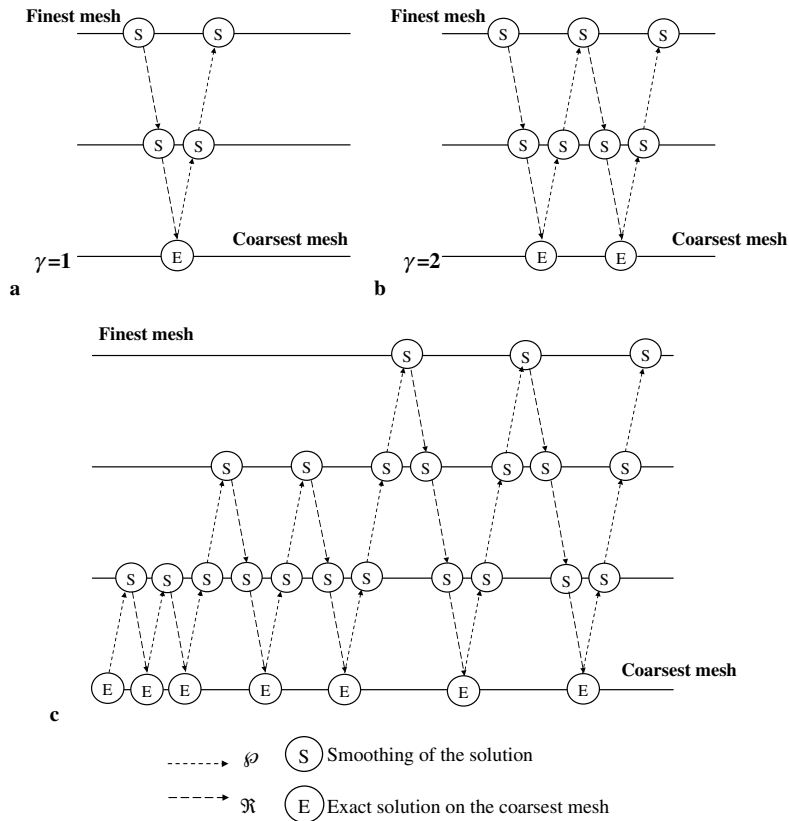 Finest mesh
S S
S S
Coarsest mesh
γ=1
E
a
Finest mesh
S S S
S S S S
Coarsest mesh
γ=2
E E
b
Finest mesh
S S S
S S S S S S S
S S S S S S S S S S S
Coarsest mesh
E E E E E E E
c
℘ S Smoothing of the solution
ℜ E Exact solution on the coarsest mesh